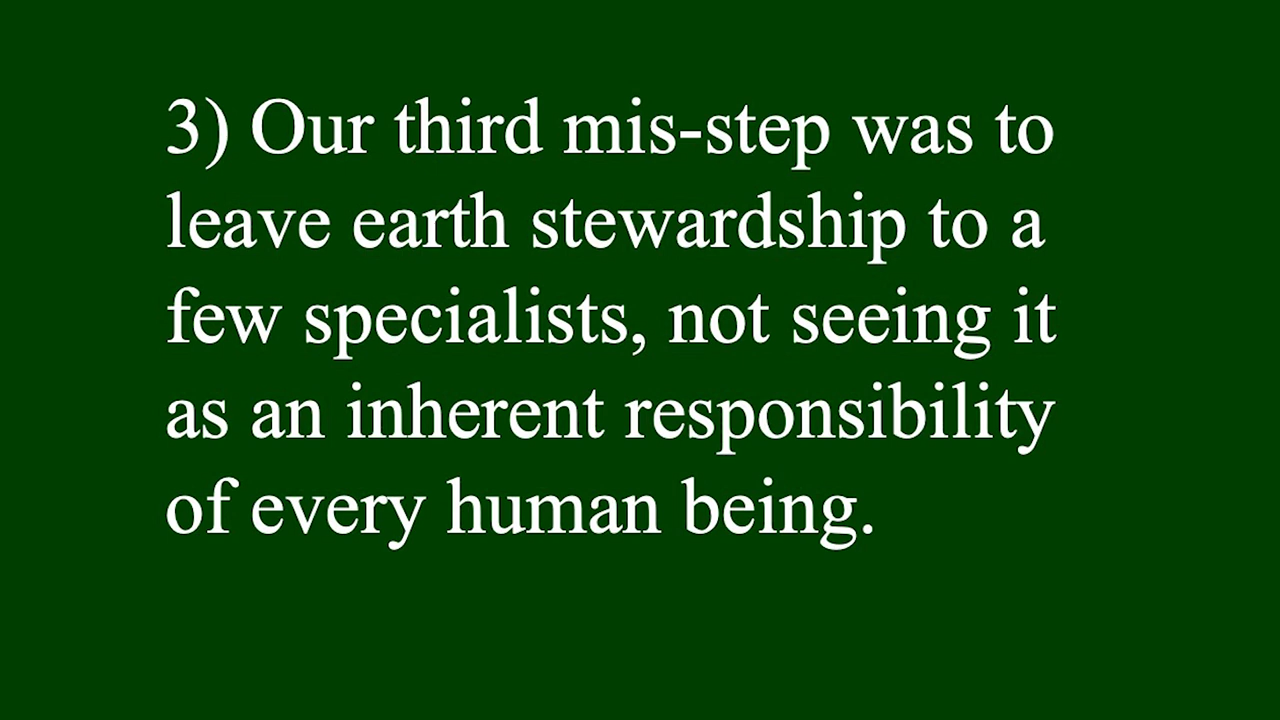 3) Our third mis-step was to
leave earth stewardship to a
few specialists, not seeing it
as an inherent responsibility
of every human being.